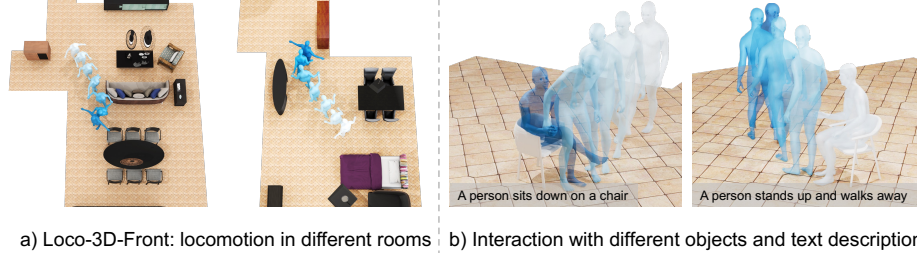 A person sits down on a chair
A person stands up and walks away
a) Loco-3D-Front: locomotion in different rooms
b) Interaction with different objects and text description